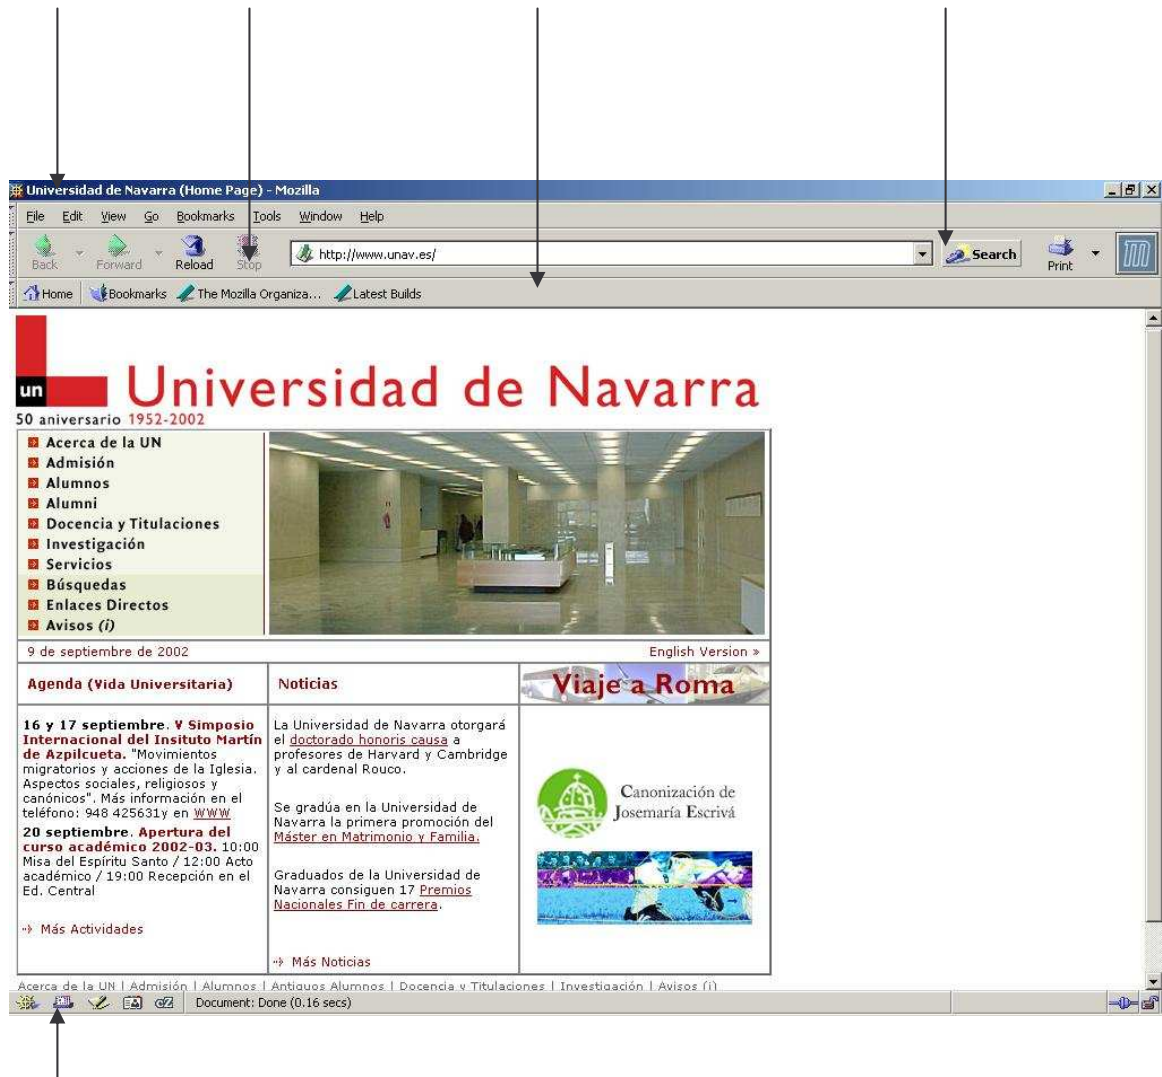 Universidad de Navarra (Home Page) - Mozilla
File Edit View Go Bookmarks Tools Window Help
Back Forward Reload Stop http://www.unav.es/ Search Print
Home Bookmarks The Mozilla Organiza... Latest Builds
un
Universidad de Navarra
50 aniversario 1952-2002
Acerca de la UN
Admisión
Alumnos
Alumni
Docencia y Titulaciones
Investigación
Servicios
Búsquedas
Enlaces Directos
Avisos (i)
9 de septiembre de 2002
English Version »
Agenda (Vida Universitaria)
16 y 17 septiembre. V Simposio
Internacional del Insituto Martín
de Azpilcueta. "Movimientos
migratorios y acciones de la Iglesia.
Aspectos sociales, religiosos y
canónicos". Más información en el
teléfono: 948 425631y en WWW
20 septiembre. Apertura del
curso académico 2002-03. 10:00
Misa del Espíritu Santo / 12:00 Acto
académico / 19:00 Recepción en el
Ed. Central
Más Actividades
Noticias
La Universidad de Navarra otorgará
el doctorado honoris causa a
profesores de Harvard y Cambridge
y al cardenal Rouco.
Se gradúa en la Universidad de
Navarra la primera promoción del
Máster en Matrimonio y Familia.
Graduados de la Universidad de
Navarra consiguen 17 Premios
Nacionales Fin de carrera.
Más Noticias
Viaje a Roma
Canonización de
Josemaría Escrivá
Acerca de la UN | Admisión | Alumnos | Antiguos Alumnos | Docencia y Titulaciones | Investigación | Avisos (i)
Document: Done (0.16 secs)